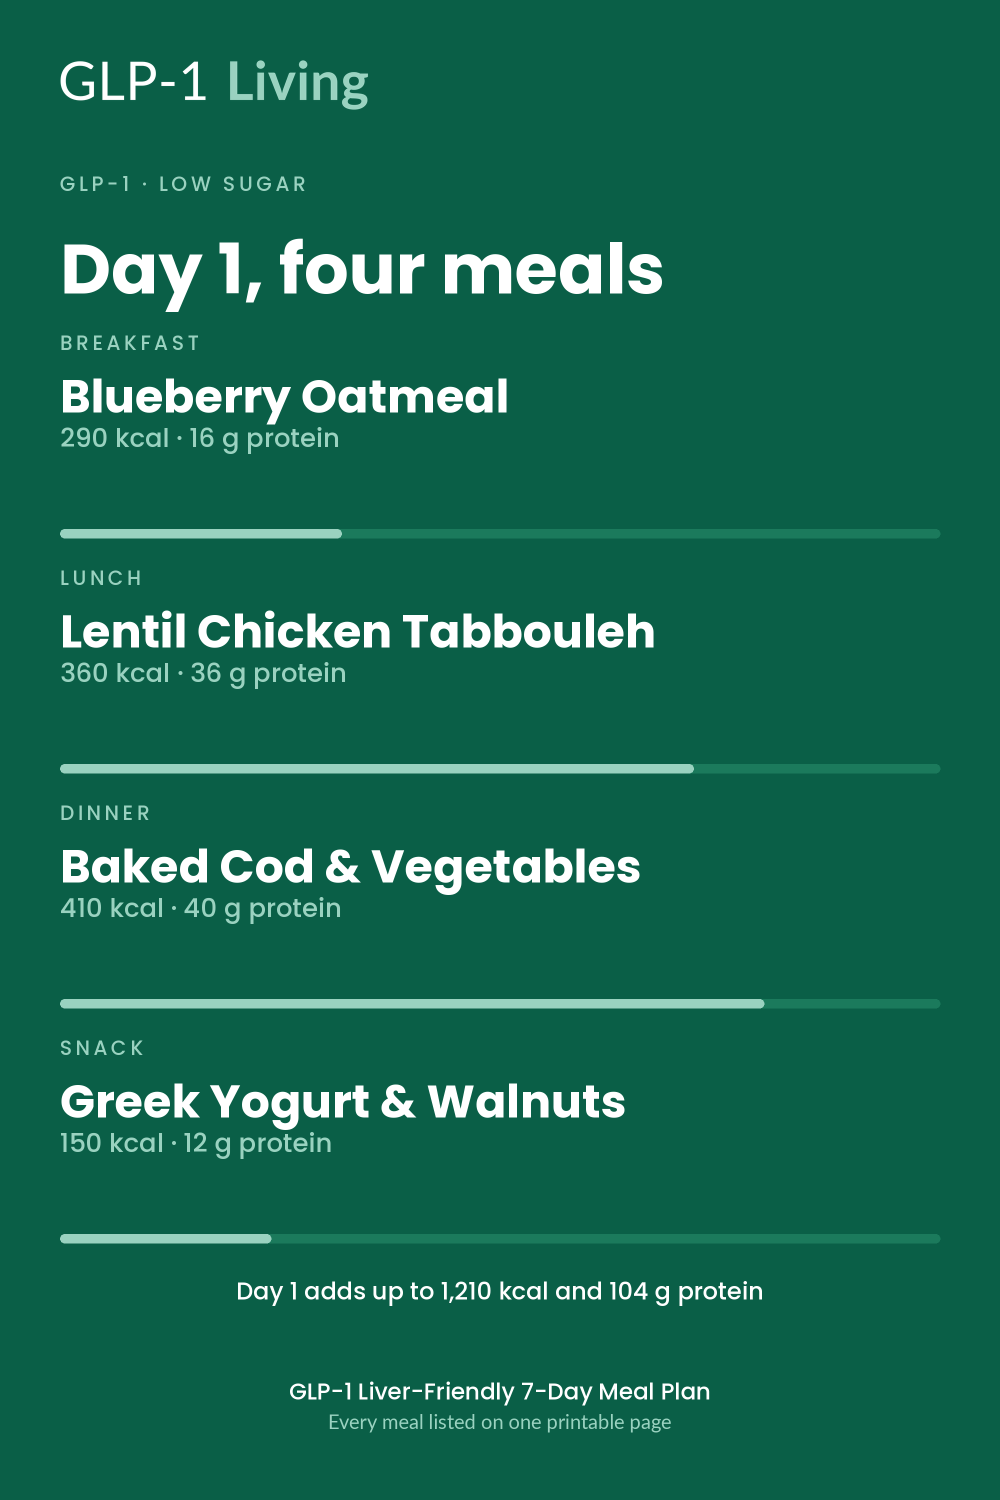 GLP-1 Living
GLP-1 · LOW SUGAR
Day 1, four meals
BREAKFAST
Blueberry Oatmeal
290 kcal · 16 g protein
LUNCH
Lentil Chicken Tabbouleh
360 kcal · 36 g protein
DINNER
Baked Cod & Vegetables
410 kcal · 40 g protein
SNACK
Greek Yogurt & Walnuts
150 kcal · 12 g protein
Day 1 adds up to 1,210 kcal and 104 g protein
GLP-1 Liver-Friendly 7-Day Meal Plan
Every meal listed on one printable page